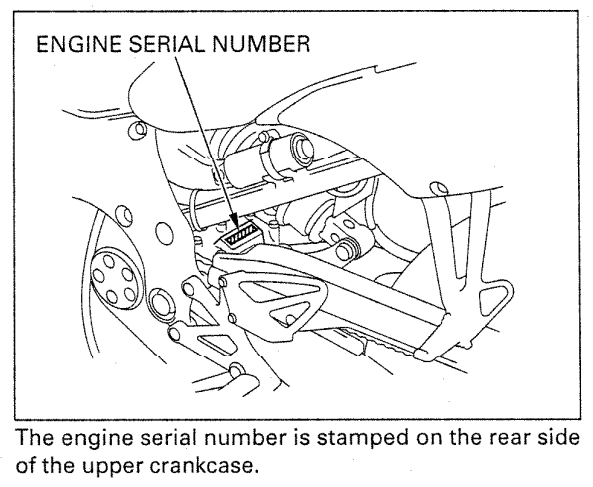 ENGINE SERIAL NUMBER
The engine serial number is stamped on the rear side
of the upper crankcase.